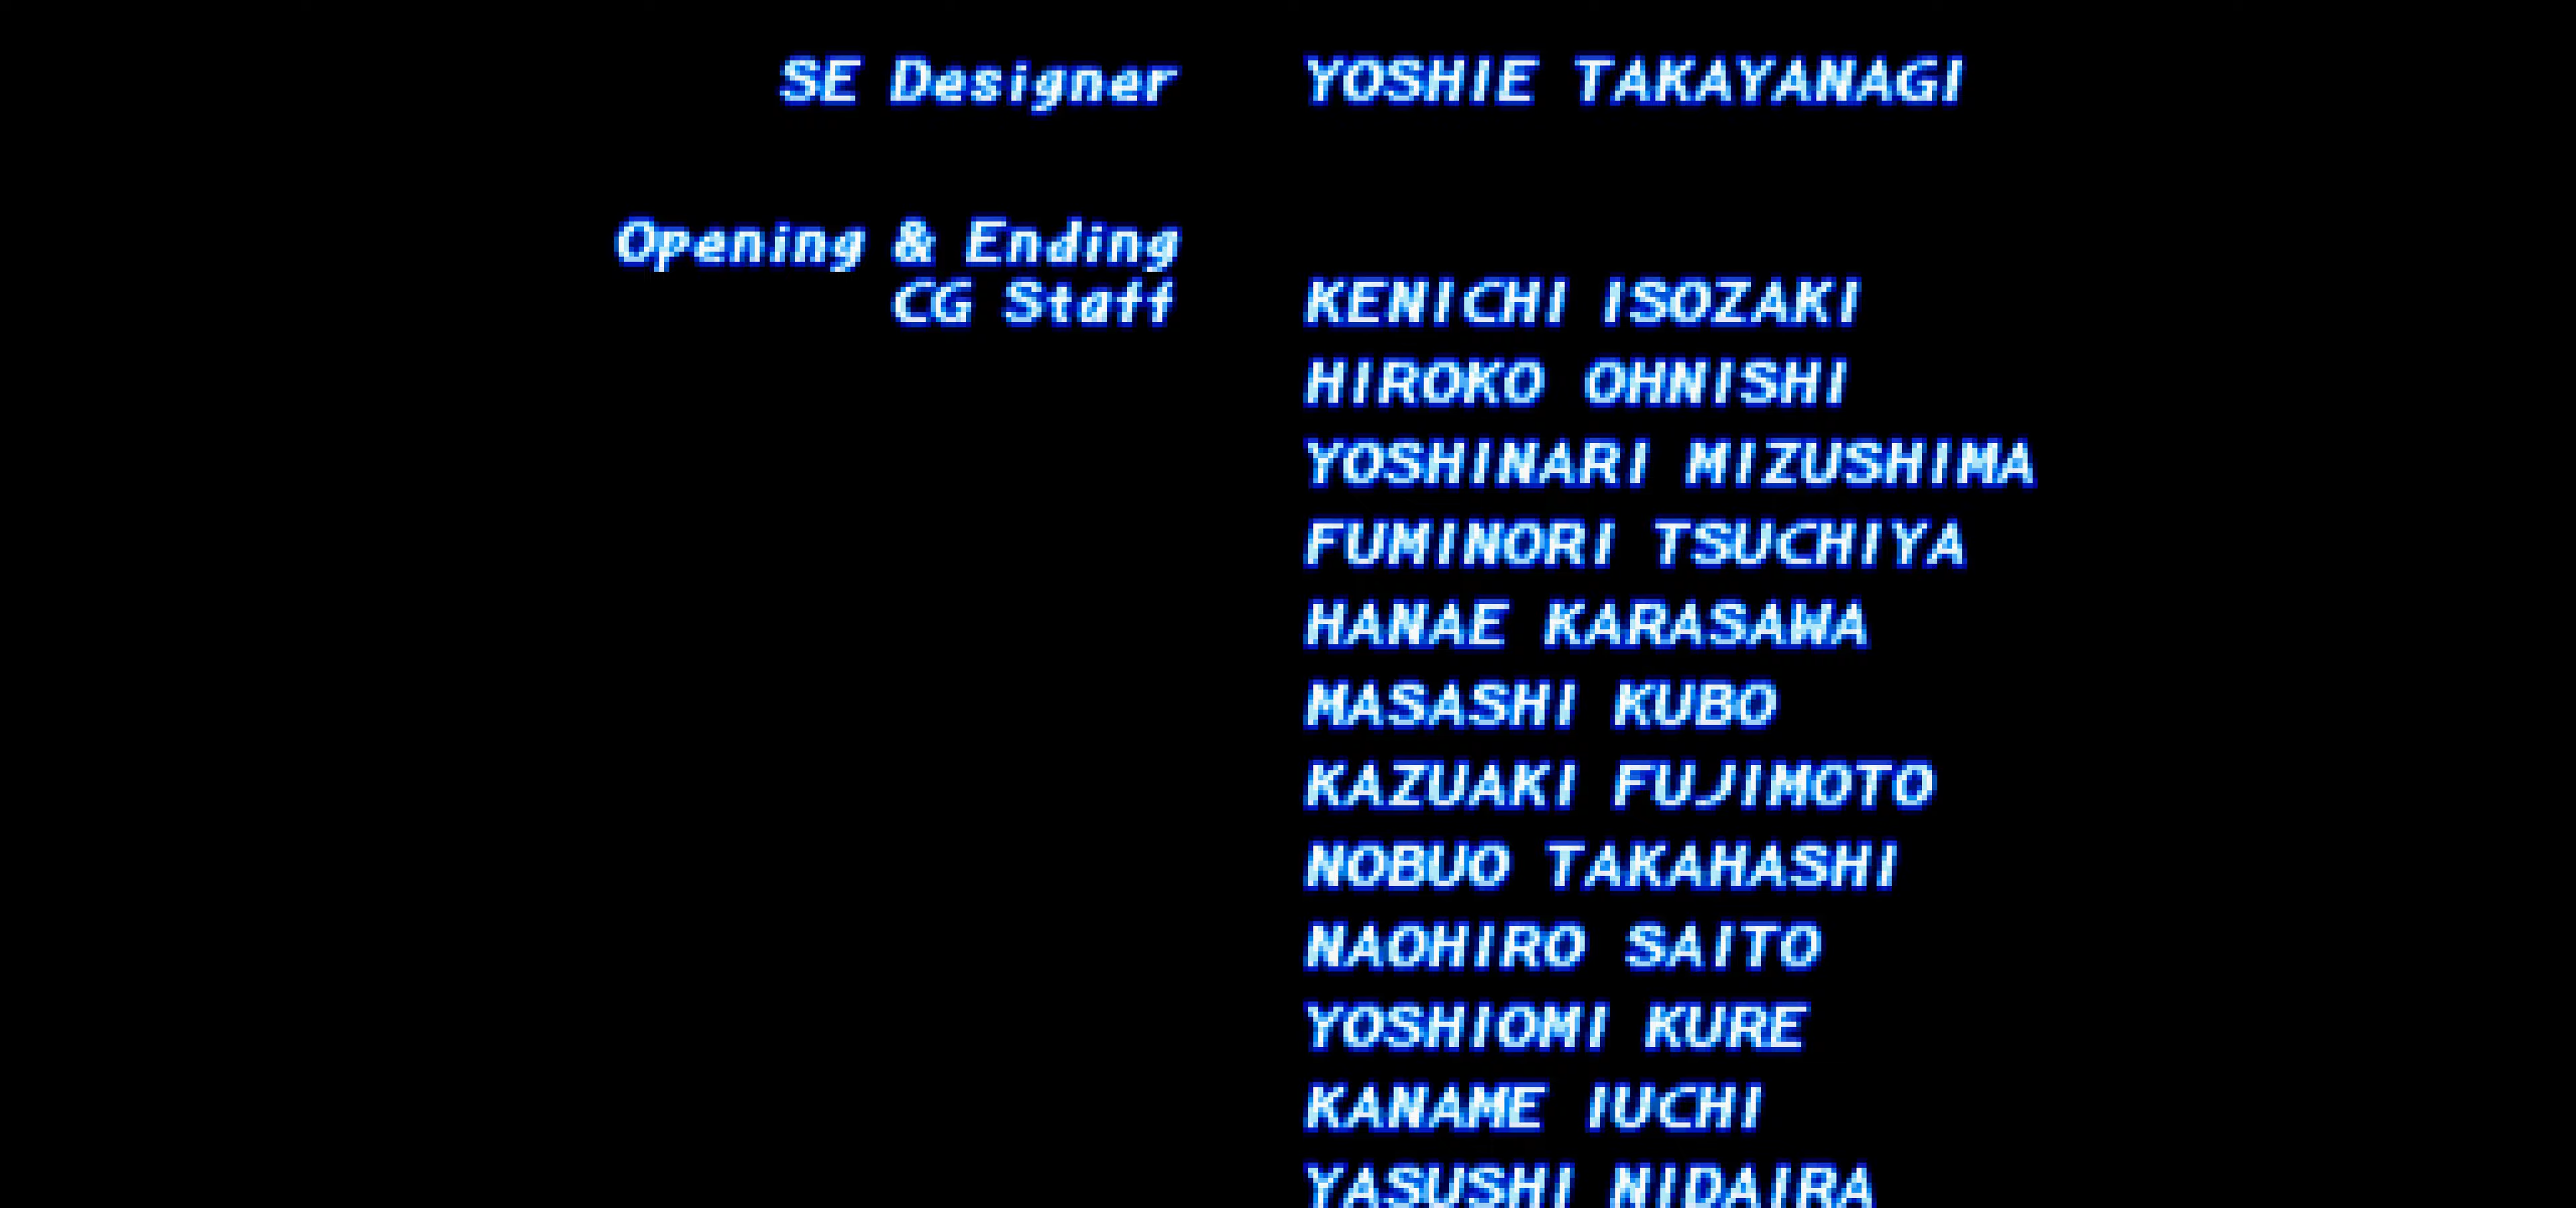 SE Designer YOSHIE TAKAYANAGI
Opening & Ending
CG Staff KENICHI ISOZAKI
HIROKO OHNISHI
YOSHINARI MIZUSHIMA
FUMINORI TSUCHIYA
HANAE KARASAWA
MASASHI KUBO
KAZUAKI FUJIMOTO
NOBUO TAKAHASHI
NAOHIRO SAITO
YOSHIOMI KURE
KANAME IUCHI
YASUSHI NIDAIRA